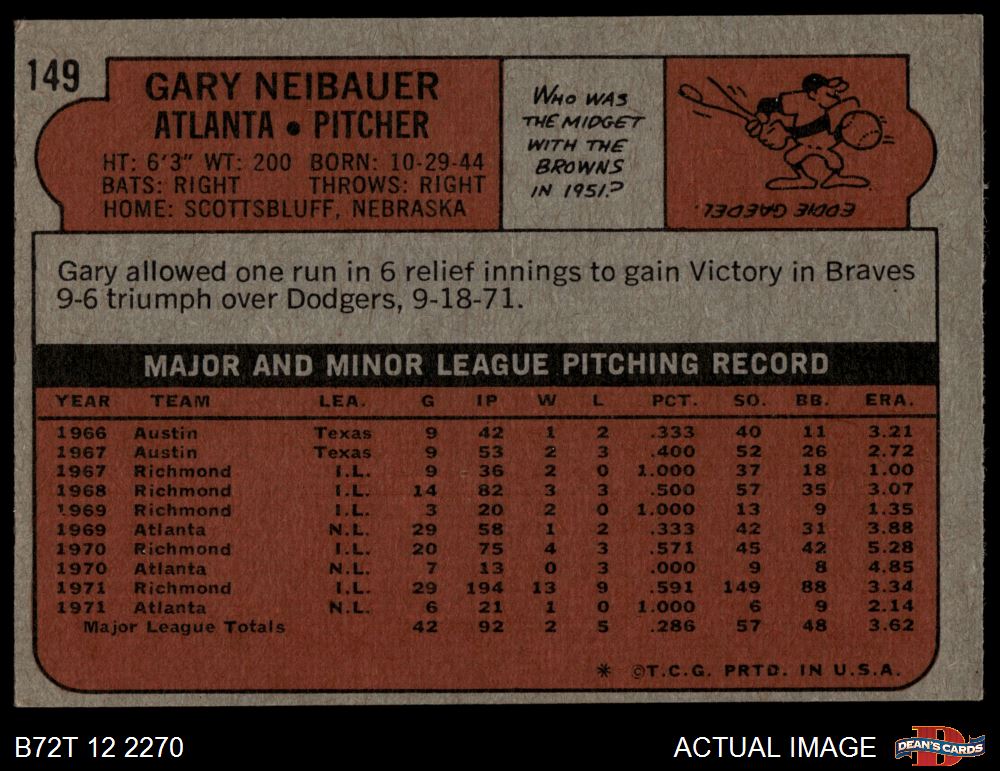 149
GARY NEIBAUER
ATLANTA • PITCHER
HT: 6'3" WT: 200 BORN: 10-29-44
BATS: RIGHT THROWS: RIGHT
HOME: SCOTTSBLUFF, NEBRASKA
WHO WAS
THE MIDGET
WITH THE
BROWNS
IN 1951?
EDDIE GAEDEL
Gary allowed one run in 6 relief innings to gain Victory in Braves
9-6 triumph over Dodgers, 9-18-71.
MAJOR AND MINOR LEAGUE PITCHING RECORD
YEAR TEAM LEA. G IP W L PCT. SO. BB. ERA.
1966 Austin Texas 9 42 1 2 .333 40 11 3.21
1967 Austin Texas 9 53 2 3 .400 52 26 2.72
1967 Richmond I.L. 9 36 2 0 1.000 37 18 1.00
1968 Richmond I.L. 14 82 3 3 .500 57 35 3.07
1969 Richmond I.L. 3 20 2 0 1.000 13 9 1.35
1969 Atlanta N.L. 29 58 1 2 .333 42 31 3.88
1970 Richmond I.L. 20 75 4 3 .571 45 42 5.28
1970 Atlanta N.L. 7 13 0 3 .000 9 8 4.85
1971 Richmond I.L. 29 194 13 9 .591 149 88 3.34
1971 Atlanta N.L. 6 21 1 0 1.000 6 9 2.14
Major League Totals 42 92 2 5 .286 57 48 3.62
* ©T.C.G. PRTD. IN U.S.A.
B72T 12 2270
ACTUAL IMAGE
DEAN'S CARDS